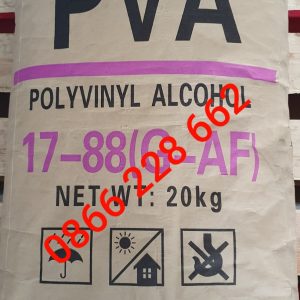 PVA
POLYVINYL ALCOHOL
17-88(G-AF)
NET WT: 20kg
0866 228 662